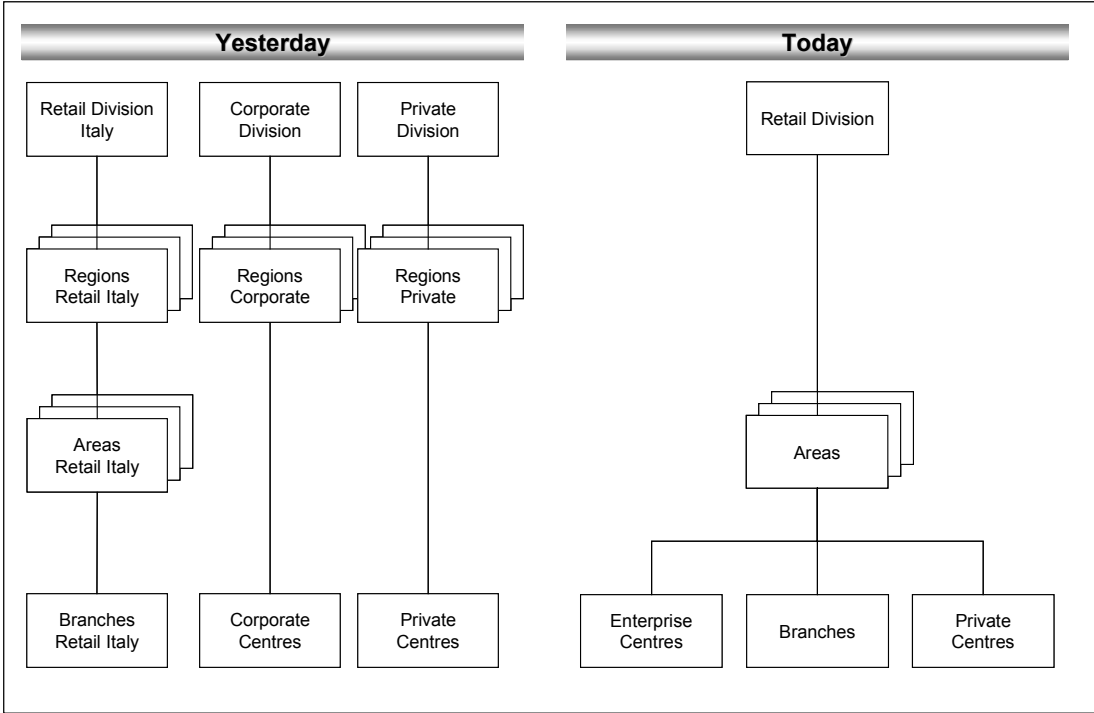 Yesterday
Today
Retail Division
Italy
Corporate
Division
Private
Division
Retail Division
Regions
Retail Italy
Regions
Corporate
Regions
Private
Areas
Retail Italy
Areas
Branches
Retail Italy
Corporate
Centres
Private
Centres
Enterprise
Centres
Branches
Private
Centres